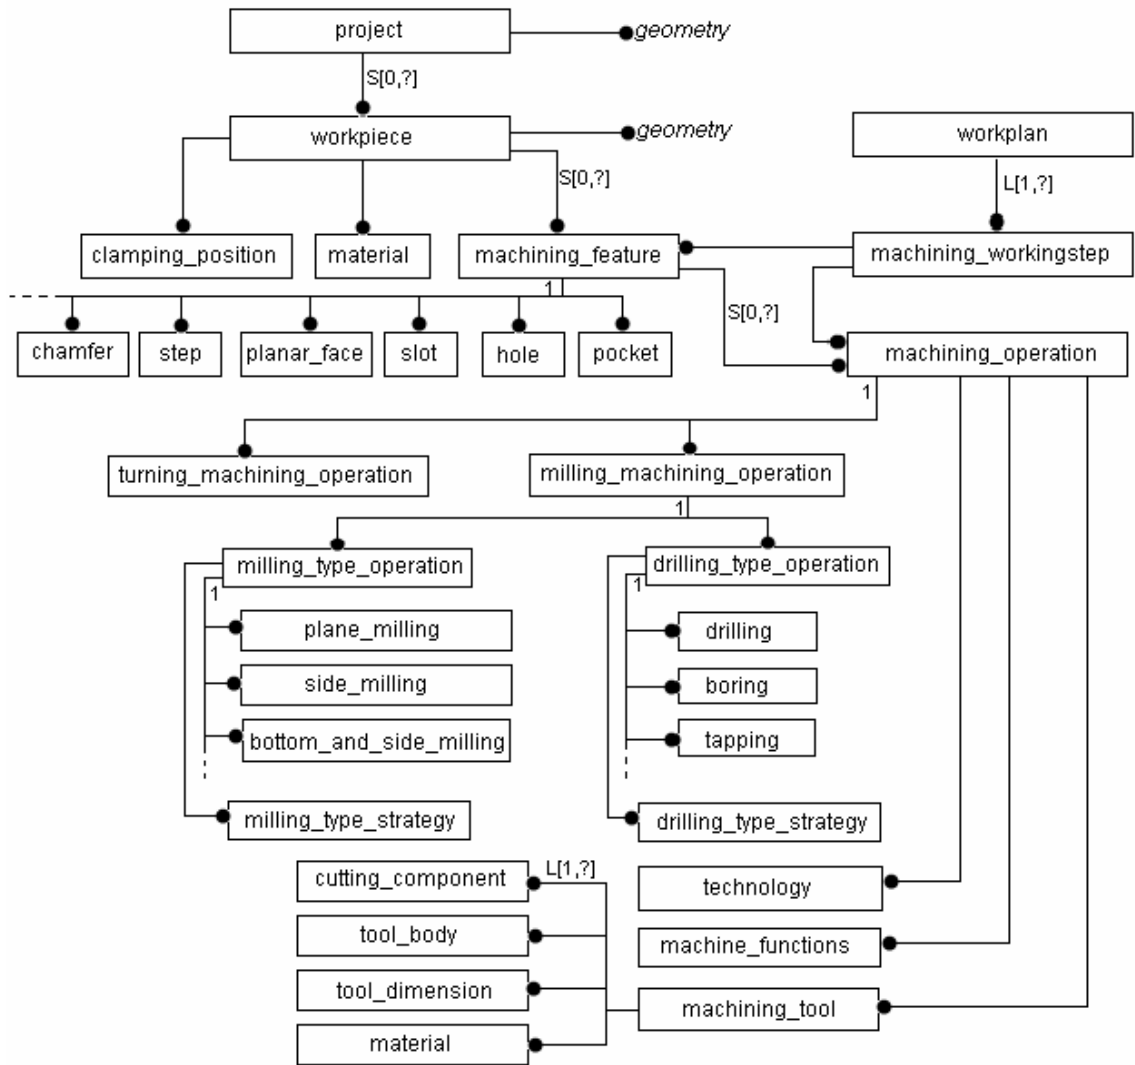 project
geometry
S[0,?]
workpiece
geometry
workplan
S[0,?]
L[1,?]
clamping_position
material
machining_feature
machining_workingstep
1
S[0,?]
chamfer
step
planar_face
slot
hole
pocket
machining_operation
1
turning_machining_operation
milling_machining_operation
1
milling_type_operation
drilling_type_operation
1
1
plane_milling
drilling
side_milling
boring
bottom_and_side_milling
tapping
milling_type_strategy
drilling_type_strategy
cutting_component
L[1,?]
technology
tool_body
machine_functions
tool_dimension
machining_tool
material